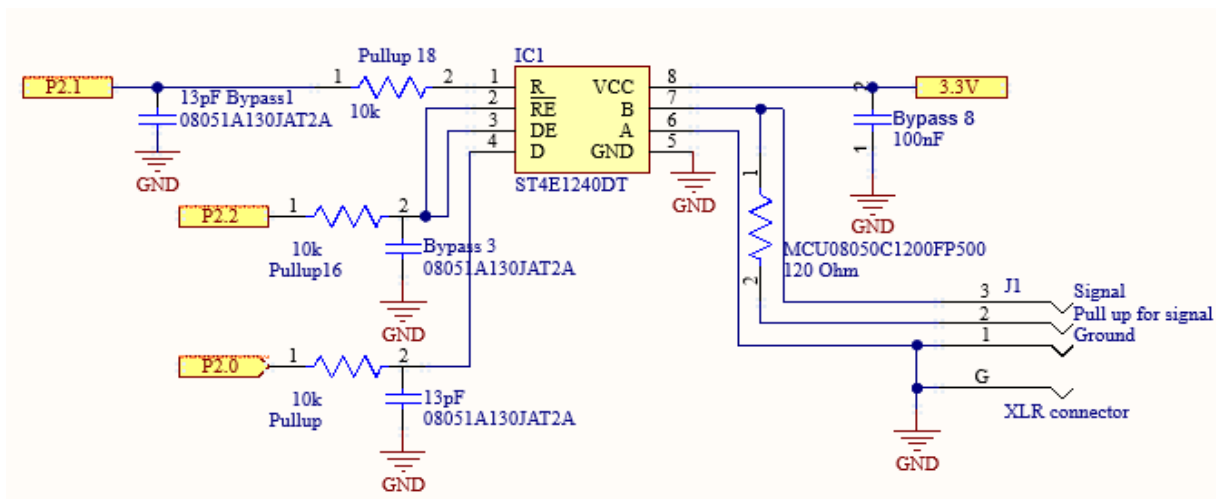 Pullup 18
IC1
P2.1
1
2
1
R
VCC
8
2
3.3V
13pF Bypass1
08051A130JAT2A
10k
2
RE
B
7
3
DE
A
6
Bypass 8
100nF
4
D
GND
5
1
GND
ST4E1240DT
GND
GND
1
P2.2
1
2
10k
Pullup16
Bypass 3
08051A130JAT2A
MCU08050C1200FP500
120 Ohm
2
GND
3
J1
Signal
2
Pull up for signal
1
Ground
P2.0
1
2
10k
Pullup
13pF
08051A130JAT2A
G
XLR connector
GND
GND